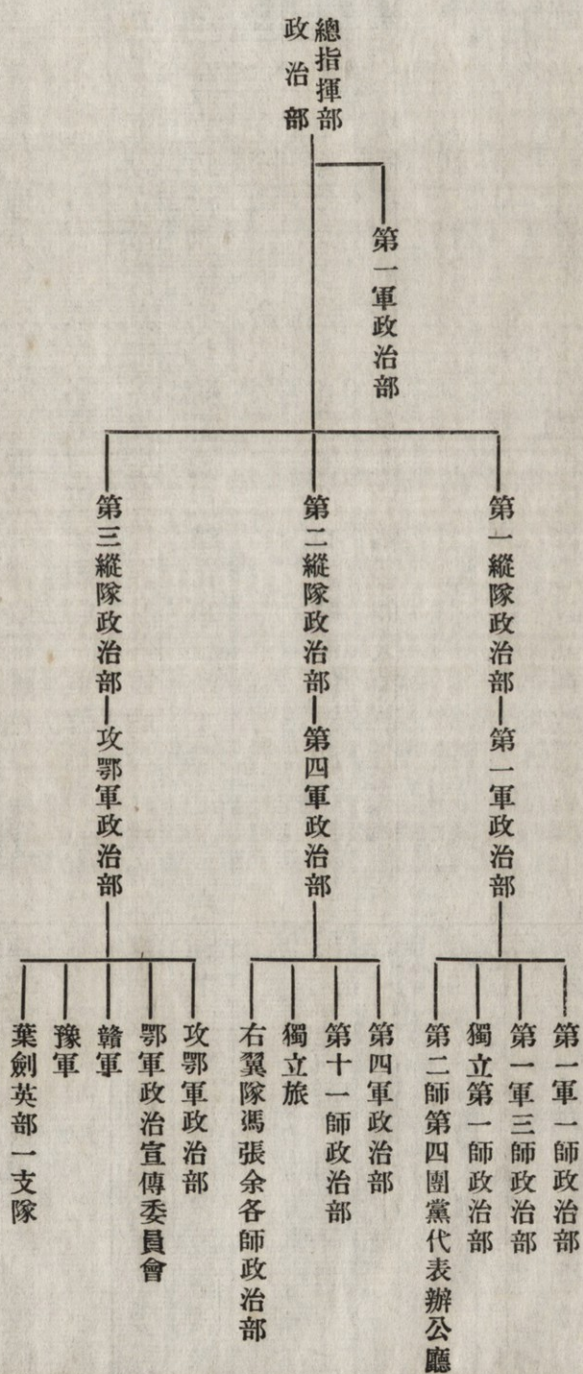 總指揮部
政治部
第一軍政治部
第一縱隊政治部
第一軍政治部
第二縱隊政治部
第四軍政治部
第三縱隊政治部
攻鄂軍政治部
第一軍一師政治部
第一軍三師政治部
獨立第一師政治部
第二師第四團黨代表辦公廳
第四軍政治部
第十一師政治部
獨立旅
右翼隊馮張余各師政治部
攻鄂軍政治部
鄂軍政治宣傳委員會
贛軍
豫軍
葉劍英部一支隊